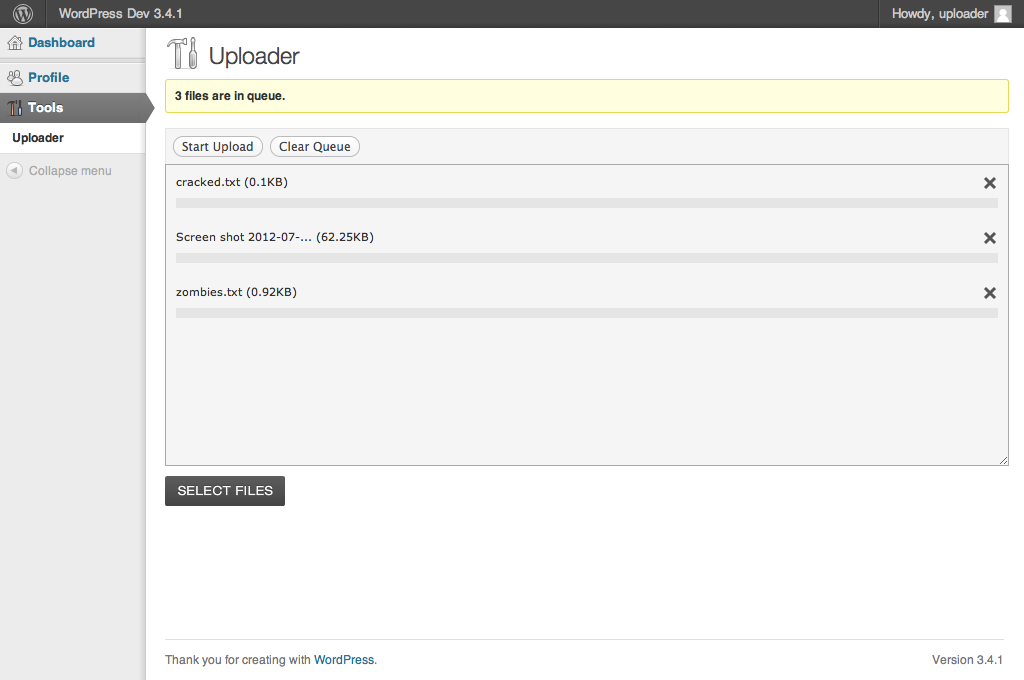 WordPress Dev 3.4.1
Howdy, uploader
Dashboard
Profile
Tools
Uploader
Collapse menu
Uploader
3 files are in queue.
Start Upload
Clear Queue
cracked.txt (0.1KB)
Screen shot 2012-07-... (62.25KB)
zombies.txt (0.92KB)
SELECT FILES
Thank you for creating with WordPress.
Version 3.4.1